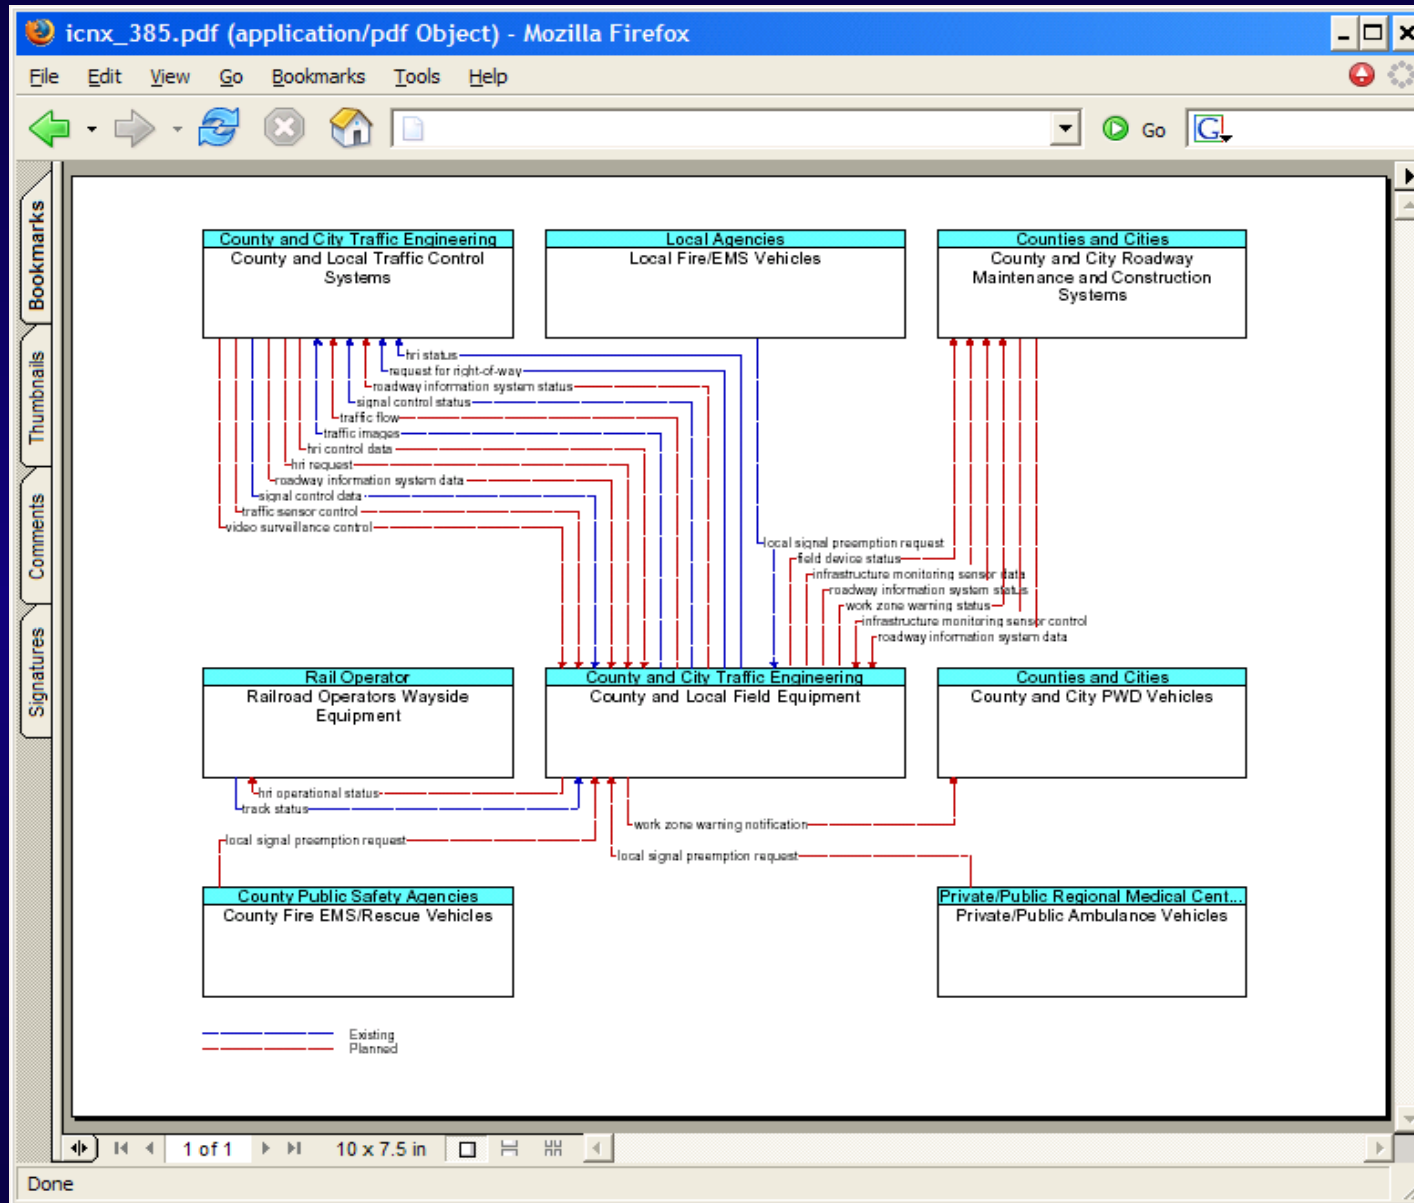 icnx_385.pdf (application/pdf Object) - Mozilla Firefox
File Edit View Go Bookmarks Tools Help
Go
G
Bookmarks
Thumbnails
Comments
Signatures
County and City Traffic Engineering
County and Local Traffic Control
Systems
Local Agencies
Local Fire/EMS Vehicles
Counties and Cities
County and City Roadway
Maintenance and Construction
Systems
hri status
request for right-of-way
roadway information system status
signal control status
traffic flow
traffic images
hri control data
hri request
roadway information system data
signal control data
traffic sensor control
video surveillance control
local signal preemption request
field device status
infrastructure monitoring sensor data
roadway information system status
work zone warning status
infrastructure monitoring sensor control
roadway information system data
Rail Operator
Railroad Operators Wayside
Equipment
County and City Traffic Engineering
County and Local Field Equipment
Counties and Cities
County and City PWD Vehicles
hri operational status
track status
work zone warning notification
local signal preemption request
local signal preemption request
County Public Safety Agencies
County Fire EMS/Rescue Vehicles
Private/Public Regional Medical Cent...
Private/Public Ambulance Vehicles
Existing
Planned
1 of 1 10 x 7.5 in
Done